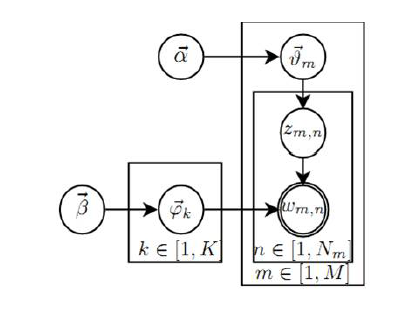 $\vec{\alpha}$
$\vec{\vartheta}_m$
$z_{m,n}$
$\vec{\beta}$
$\vec{\varphi}_k$
$w_{m,n}$
$k \in [1, K]$
$n \in [1, N_m]$
$m \in [1, M]$